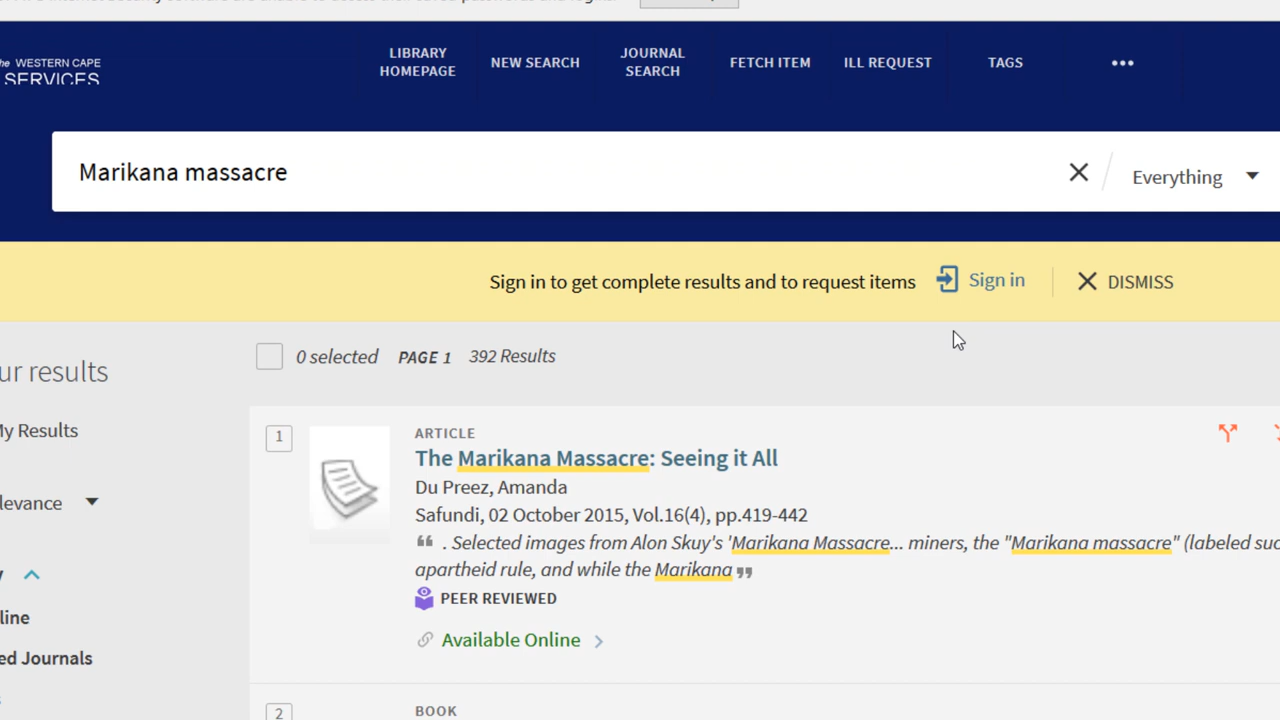 the WESTERN CAPE
SERVICES
LIBRARY
HOMEPAGE
NEW SEARCH
JOURNAL
SEARCH
FETCH ITEM
ILL REQUEST
TAGS
Marikana massacre
Everything
Sign in to get complete results and to request items
Sign in
DISMISS
0 selected PAGE 1 392 Results
ur results
My Results
levance
line
ed Journals
1
ARTICLE
The Marikana Massacre: Seeing it All
Du Preez, Amanda
Safundi, 02 October 2015, Vol.16(4), pp.419-442
“ . Selected images from Alon Skuy's 'Marikana Massacre... miners, the "Marikana massacre" (labeled suc
apartheid rule, and while the Marikana ”
PEER REVIEWED
Available Online
2
BOOK